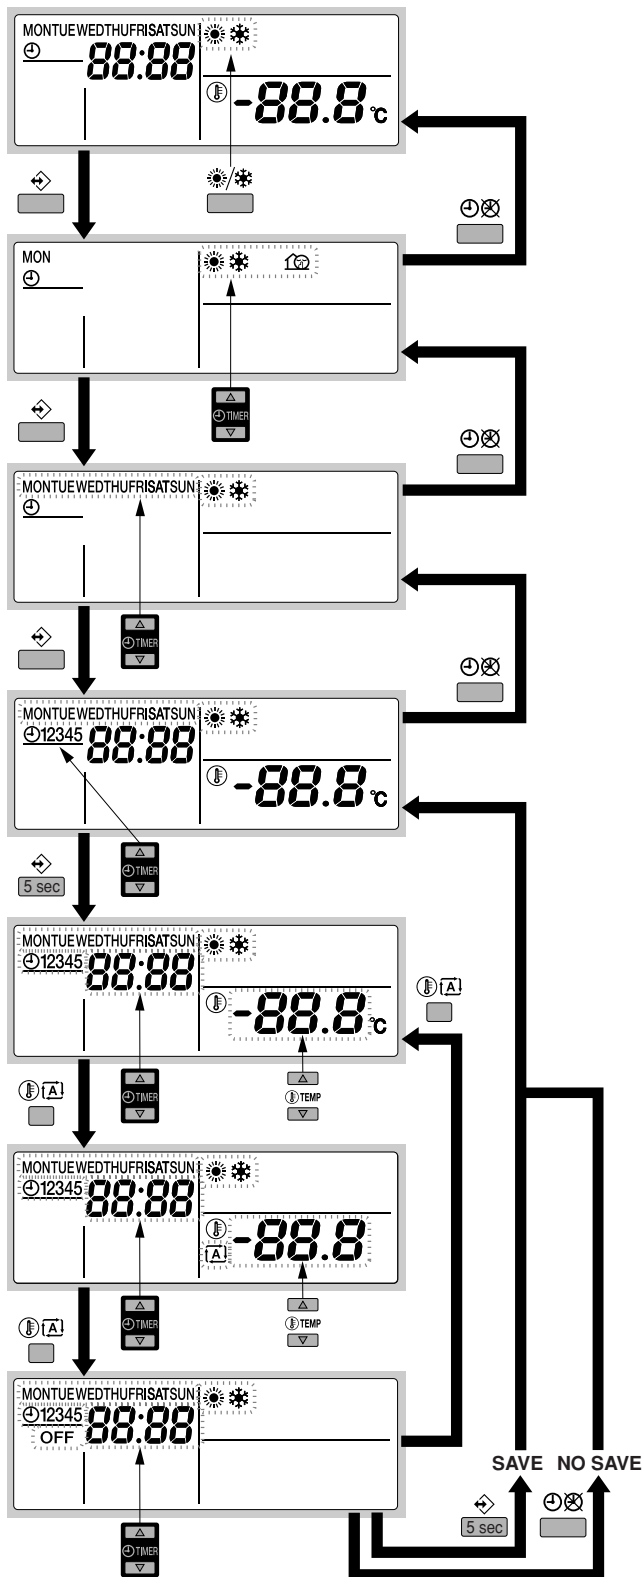 MONTUEWEDTHUFRISATSUN
88:88
-88.8 °C
MON
TIMER
MONTUEWEDTHUFRISATSUN
TIMER
MONTUEWEDTHUFRISATSUN
12345 88:88
-88.8 °C
5 sec
TIMER
MONTUEWEDTHUFRISATSUN
12345 88:88
-88.8 °C
A
A
TIMER
TEMP
MONTUEWEDTHUFRISATSUN
12345 88:88
A -88.8
A
TIMER
TEMP
MONTUEWEDTHUFRISATSUN
12345 88:88
OFF
SAVE NO SAVE
5 sec
TIMER